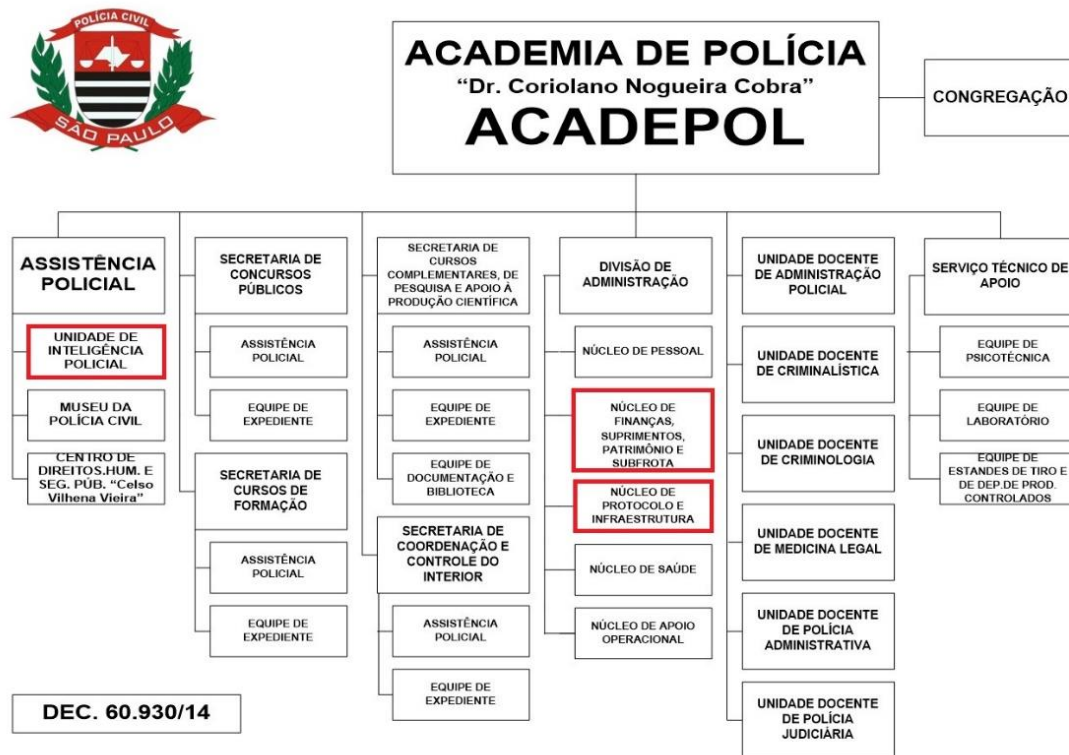 POLÍCIA CIVIL
SÃO PAULO
ACADEMIA DE POLÍCIA
“Dr. Coriolano Nogueira Cobra”
ACADEPOL
CONGREGAÇÃO
ASSISTÊNCIA
POLICIAL
UNIDADE DE
INTELIGÊNCIA
POLICIAL
MUSEU DA
POLÍCIA CIVIL
CENTRO DE
DIREITOS.HUM. E
SEG. PÚB. “Celso
Vilhena Vieira”
SECRETARIA DE
CONCURSOS
PÚBLICOS
ASSISTÊNCIA
POLICIAL
EQUIPE DE
EXPEDIENTE
SECRETARIA DE
CURSOS DE
FORMAÇÃO
ASSISTÊNCIA
POLICIAL
EQUIPE DE
EXPEDIENTE
SECRETARIA DE
CURSOS
COMPLEMENTARES, DE
PESQUISA E APOIO À
PRODUÇÃO CIENTÍFICA
ASSISTÊNCIA
POLICIAL
EQUIPE DE
EXPEDIENTE
EQUIPE DE
DOCUMENTAÇÃO E
BIBLIOTECA
SECRETARIA DE
COORDENAÇÃO E
CONTROLE DO
INTERIOR
ASSISTÊNCIA
POLICIAL
EQUIPE DE
EXPEDIENTE
DIVISÃO DE
ADMINISTRAÇÃO
NÚCLEO DE PESSOAL
NÚCLEO DE
FINANÇAS,
SUPRIMENTOS,
PATRIMÔNIO E
SUBFROTA
NÚCLEO DE
PROTOCOLO E
INFRAESTRUTURA
NÚCLEO DE SAÚDE
NÚCLEO DE APOIO
OPERACIONAL
UNIDADE DOCENTE
DE ADMINISTRAÇÃO
POLICIAL
UNIDADE DOCENTE
DE CRIMINALÍSTICA
UNIDADE DOCENTE
DE CRIMINOLOGIA
UNIDADE DOCENTE
DE MEDICINA LEGAL
UNIDADE DOCENTE
DE POLÍCIA
ADMINISTRATIVA
UNIDADE DOCENTE
DE POLÍCIA
JUDICIÁRIA
SERVIÇO TÉCNICO DE
APOIO
EQUIPE DE
PSICOTÉCNICA
EQUIPE DE
LABORATÓRIO
EQUIPE DE
ESTANDES DE TIRO E
DE DEP.DE PROD.
CONTROLADOS
DEC. 60.930/14